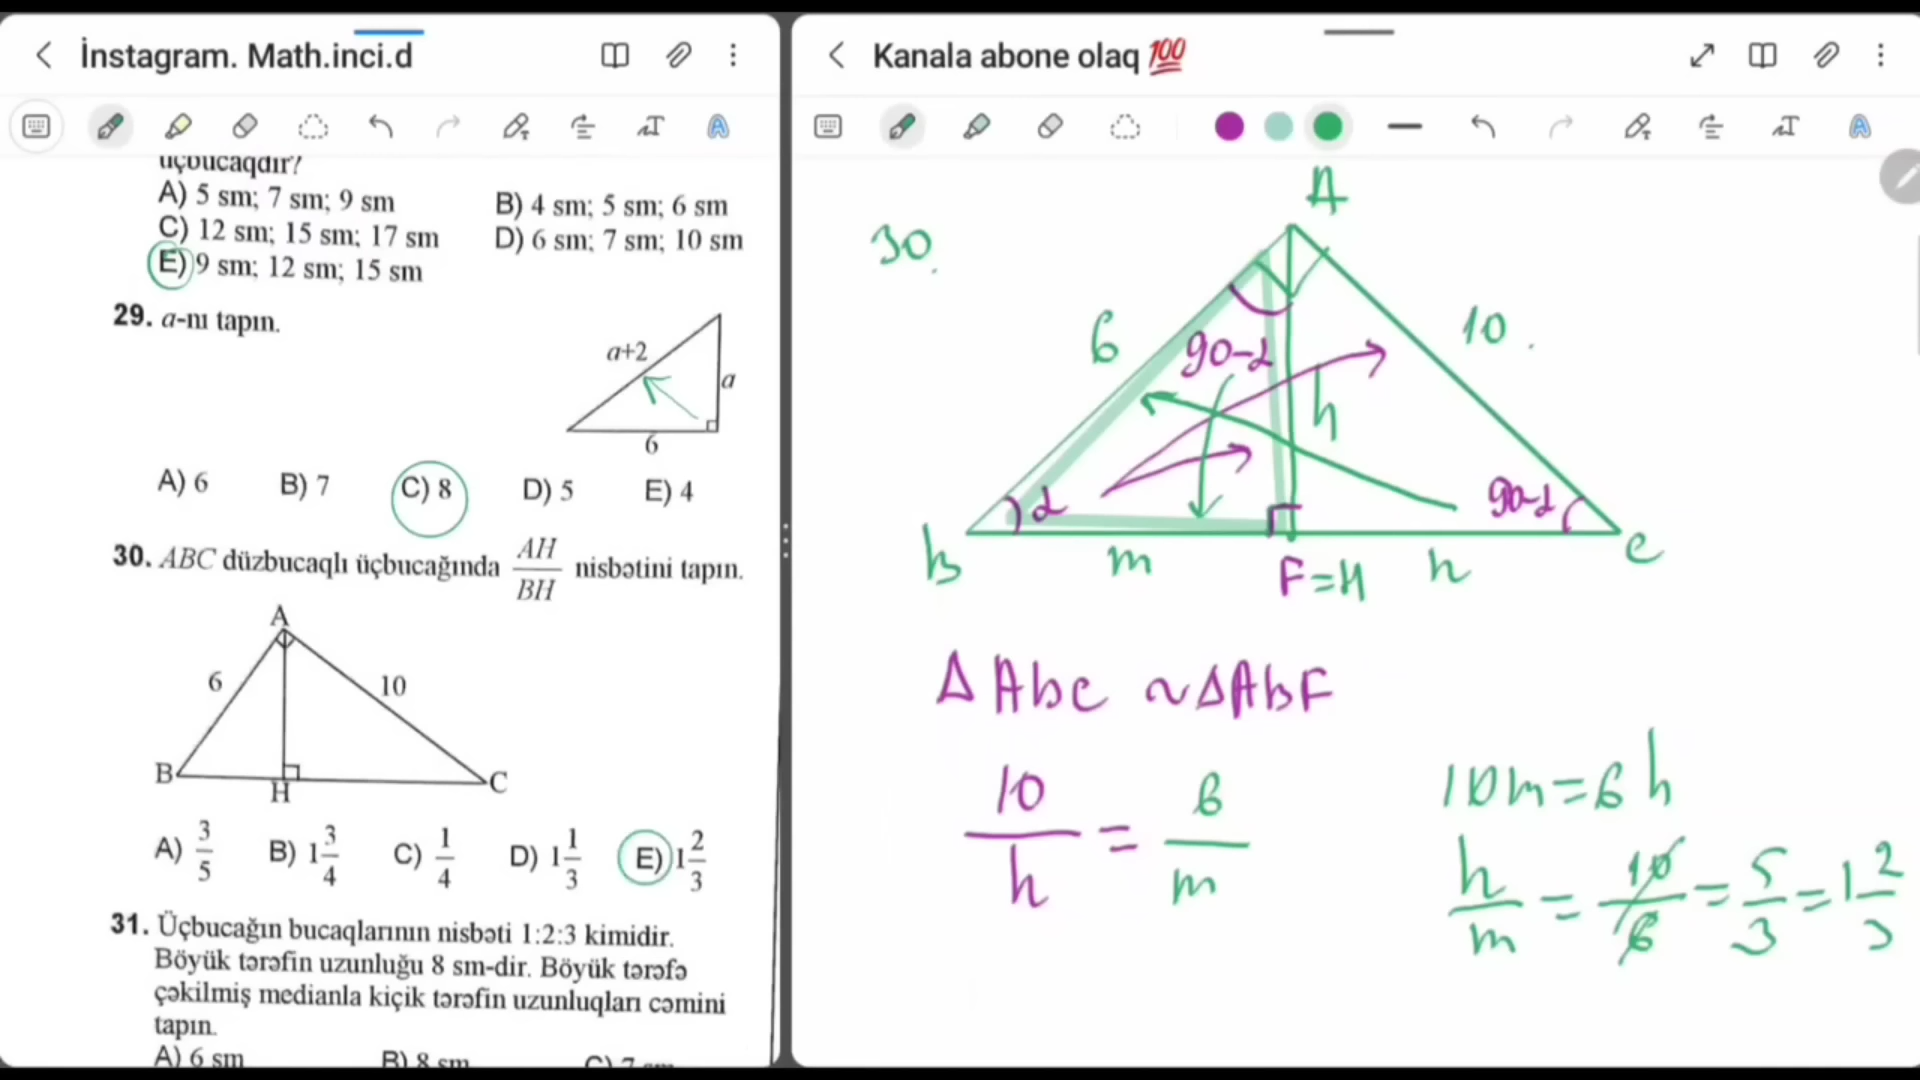 İnstagram. Math.inci.d
üçbucaqdır?
A) 5 sm; 7 sm; 9 sm
B) 4 sm; 5 sm; 6 sm
C) 12 sm; 15 sm; 17 sm
D) 6 sm; 7 sm; 10 sm
E) 9 sm; 12 sm; 15 sm
29. a-nı tapın.
a+2
a
6
A) 6 B) 7 C) 8 D) 5 E) 4
30. ABC düzbucaqlı üçbucağında AH/BH nisbətini tapın.
A
6
10
B
H
C
A) 3/5 B) 1 3/4 C) 1/4 D) 1 1/3 E) 1 2/3
31. Üçbucağın bucaqlarının nisbəti 1:2:3 kimidir.
Böyük tərəfin uzunluğu 8 sm-dir. Böyük tərəfə
çəkilmiş medianla kiçik tərəfin uzunluqları cəmini
tapın.
A) 6 sm B) 8 sm
Kanala abone olaq 💯
30.
A
6
10.
90-α
h
α
90-α
b
m
F=H
n
c
Δ Abc ~ ΔAbF
10/h = 6/m
10m=6h
h/m = 10/6 = 5/3 = 1 2/3